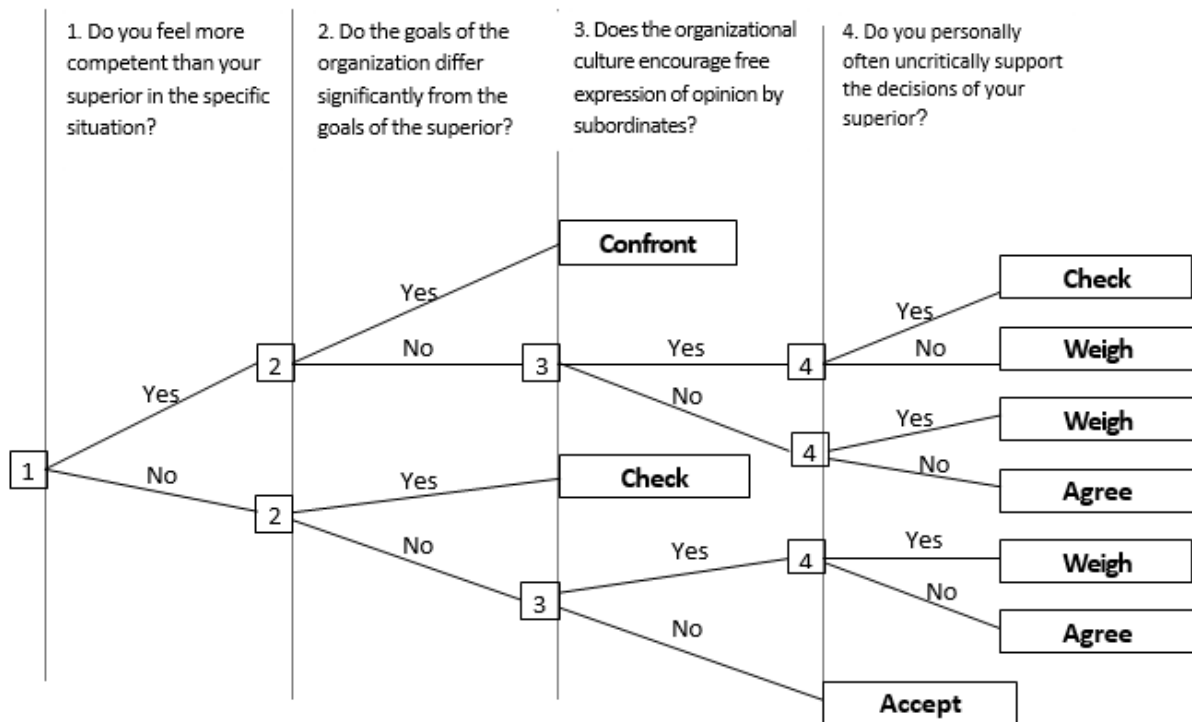 1. Do you feel more
competent than your
superior in the specific
situation?
2. Do the goals of the
organization differ
significantly from the
goals of the superior?
3. Does the organizational
culture encourage free
expression of opinion by
subordinates?
4. Do you personally
often uncritically support
the decisions of your
superior?
Confront
Yes
Check
Yes
No
Yes
Weigh
2
No
3
Yes
4
No
Yes
No
Weigh
Yes
4
No
1
No
Yes
Check
Agree
2
No
Yes
4
Yes
Weigh
3
No
No
Agree
Accept